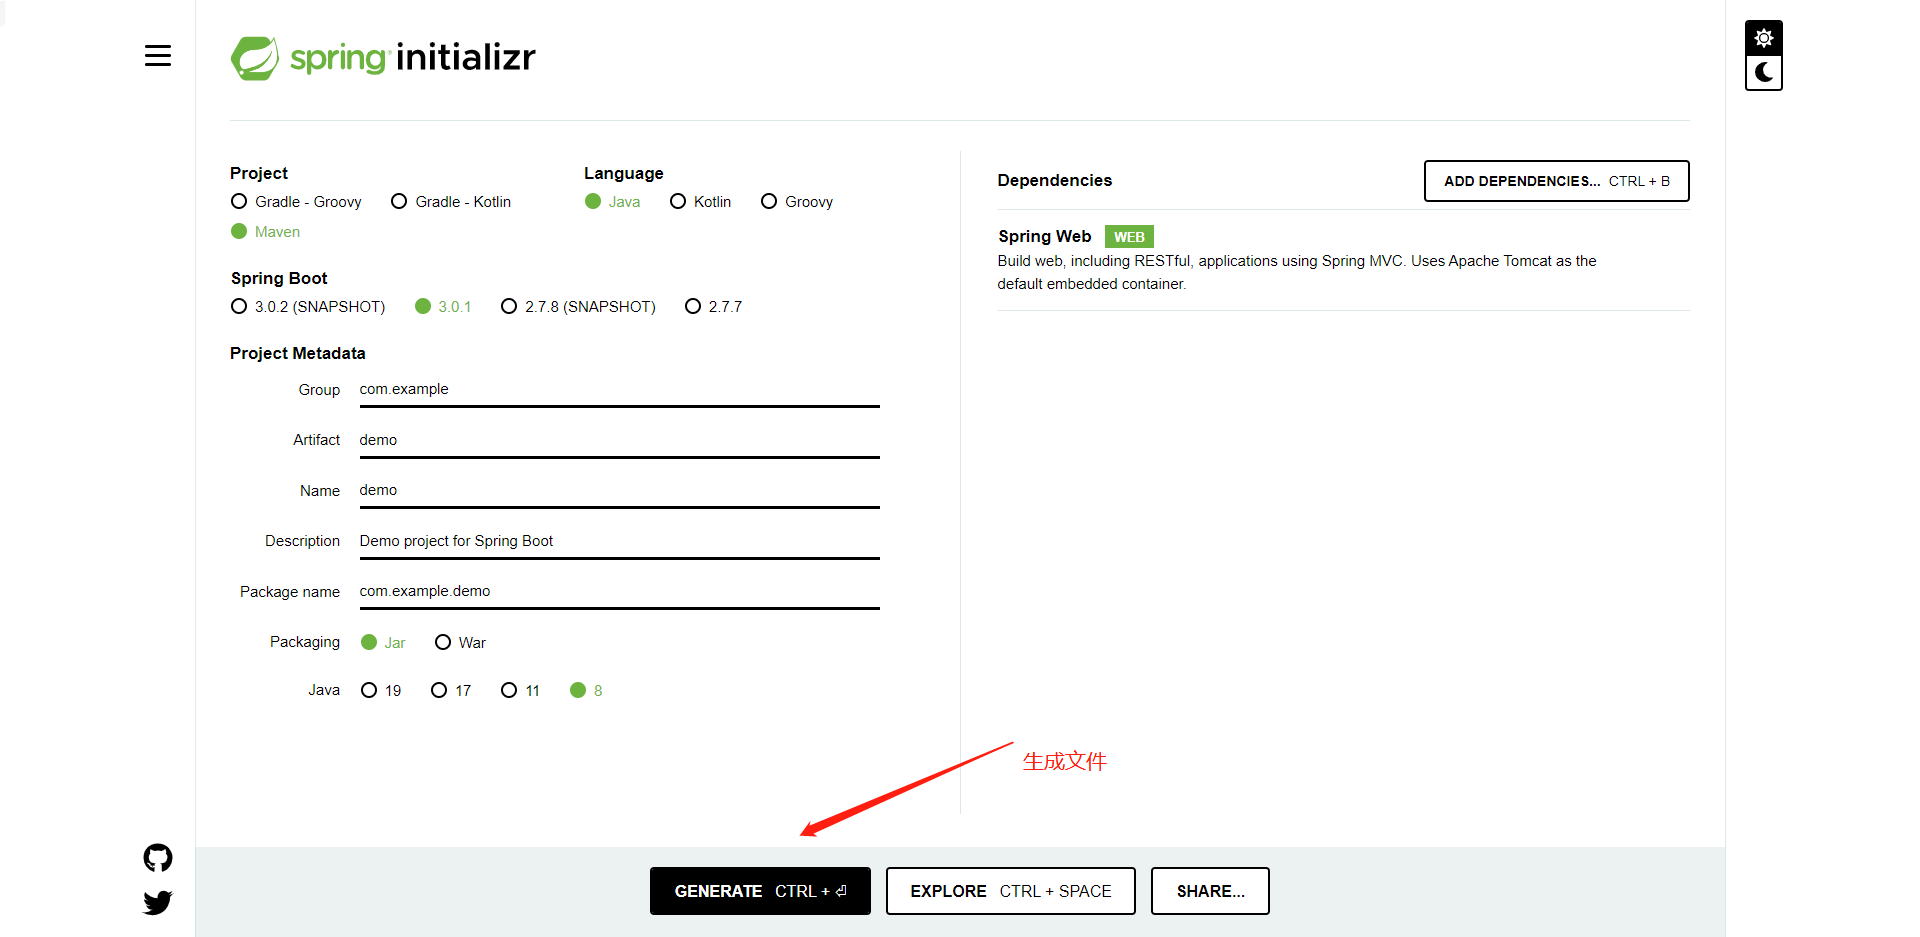 spring initializr
Project
Gradle - Groovy Gradle - Kotlin
Maven
Language
Java Kotlin Groovy
Spring Boot
3.0.2 (SNAPSHOT) 3.0.1 2.7.8 (SNAPSHOT) 2.7.7
Project Metadata
Group com.example
Artifact demo
Name demo
Description Demo project for Spring Boot
Package name com.example.demo
Packaging Jar War
Java 19 17 11 8
Dependencies
ADD DEPENDENCIES... CTRL + B
Spring Web WEB
Build web, including RESTful, applications using Spring MVC. Uses Apache Tomcat as the
default embedded container.
生成文件
GENERATE CTRL + ⏎
EXPLORE CTRL + SPACE
SHARE...